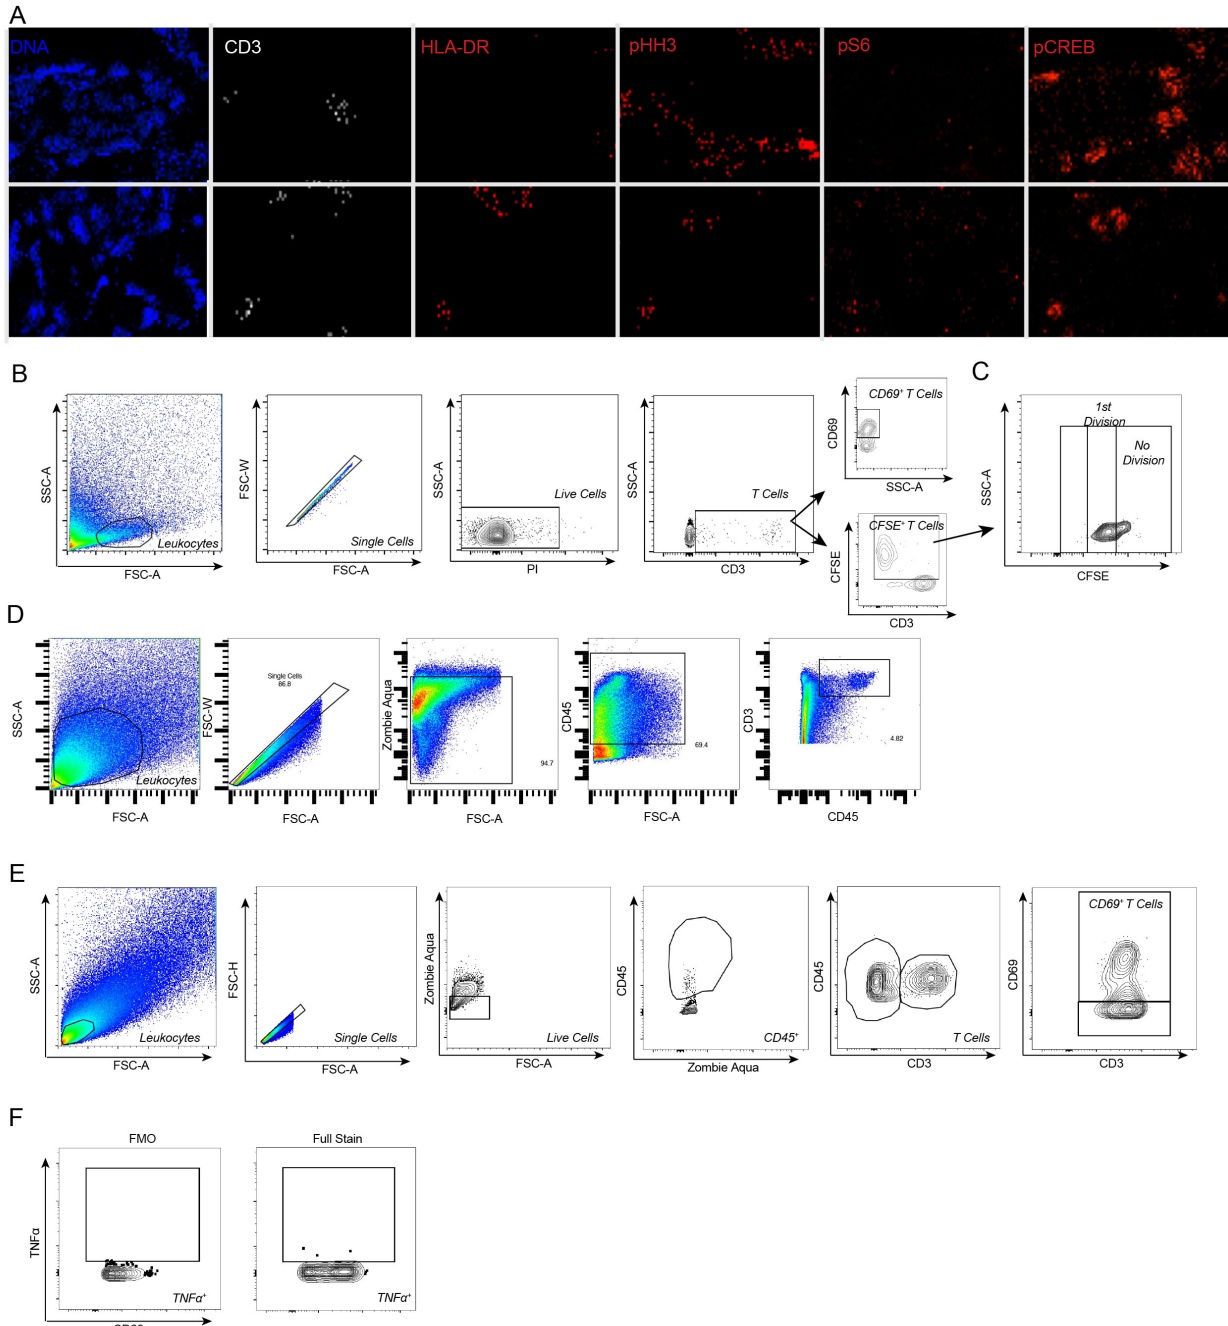 A
DNA
CD3
HLA-DR
pHH3
pS6
pCREB
B
SSC-A
Leukocytes
FSC-A
FSC-W
Single Cells
FSC-A
SSC-A
Live Cells
PI
SSC-A
T Cells
CD3
CD69
CD69+ T Cells
SSC-A
CFSE
CFSE+ T Cells
CD3
C
SSC-A
1st
Division
No
Division
CFSE
D
SSC-A
Leukocytes
FSC-A
FSC-W
Single Cells
86.8
FSC-A
Zombie Aqua
94.7
FSC-A
CD45
69.4
FSC-A
CD3
4.82
CD45
E
SSC-A
Leukocytes
FSC-A
FSC-H
Single Cells
FSC-A
Zombie Aqua
Live Cells
FSC-A
CD45
CD45+
Zombie Aqua
CD45
T Cells
CD3
CD69
CD69+ T Cells
CD3
F
FMO
TNFα
TNFα+
Full Stain
TNFα+